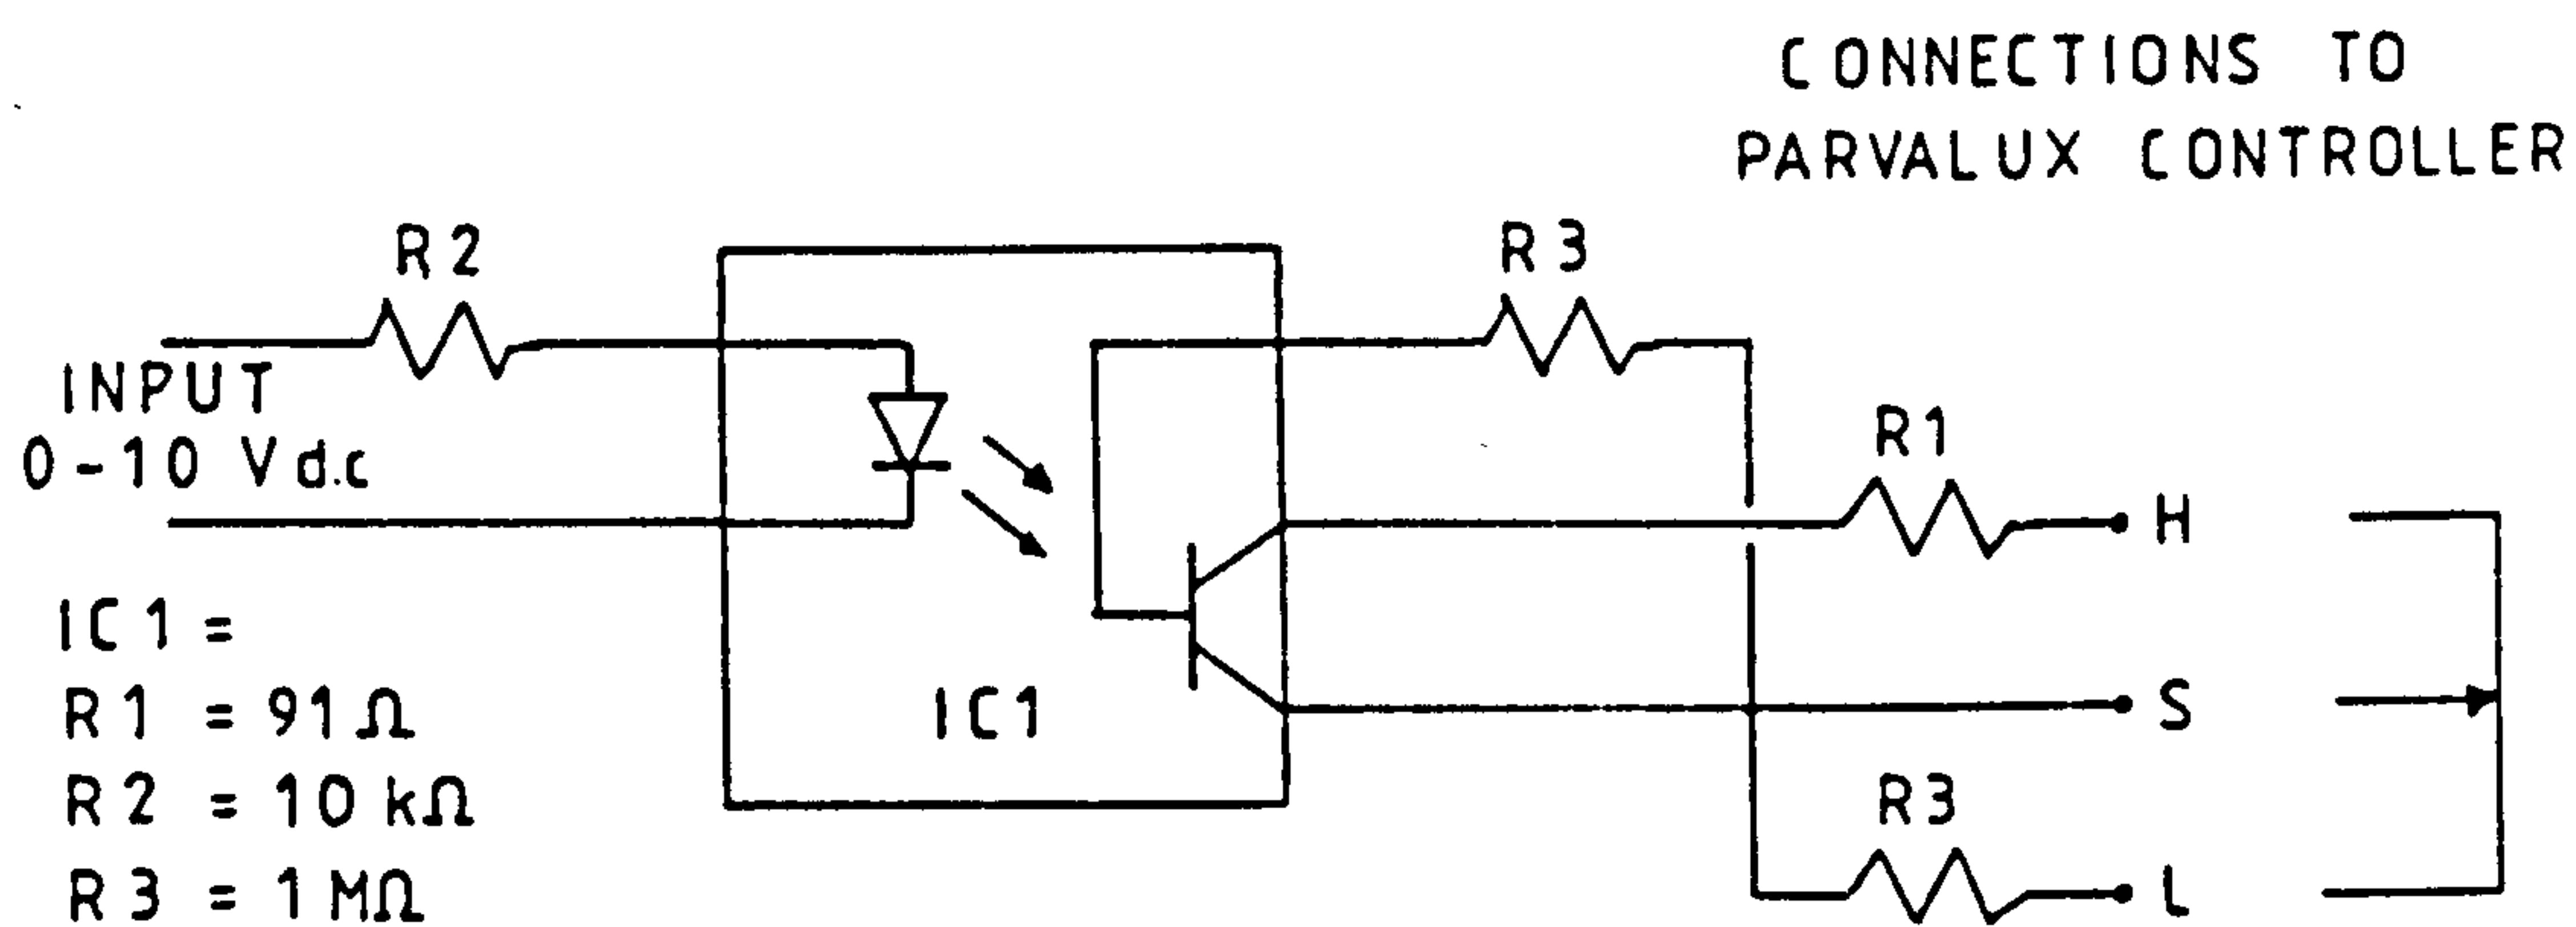 CONNECTIONS TO
PARVALUX CONTROLLER
R2
R3
INPUT
0-10 Vd.c
R1
H
IC1 =
R1 = 91Ω
R2 = 10 kΩ
R3 = 1 MΩ
IC1
S
R3
L